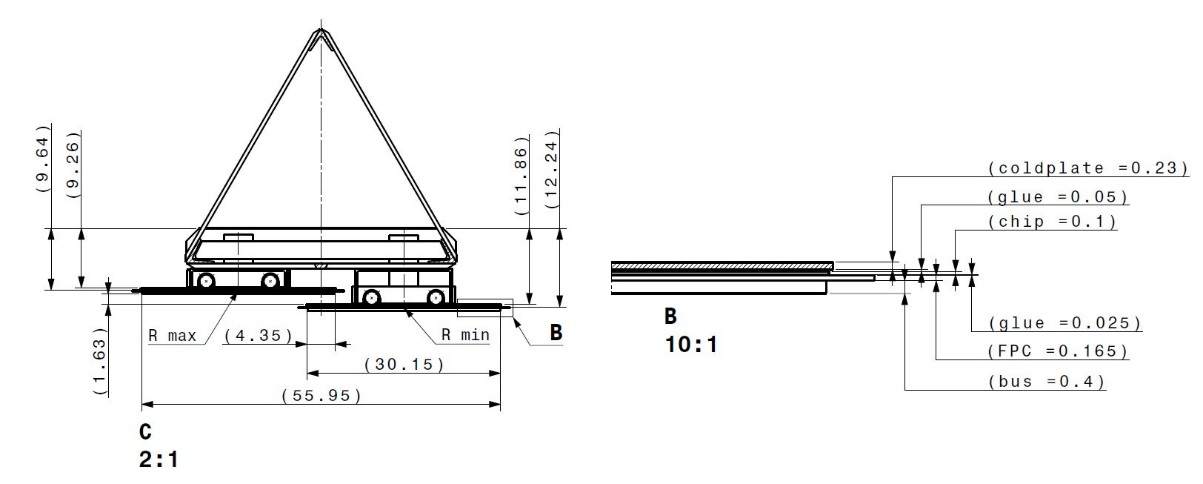 (9.64)
(9.26)
(11.86)
(12.24)
R max
(4.35)
R min
B
(1.63)
(30.15)
(55.95)
C
2:1
(coldplate =0.23)
(glue =0.05)
(chip =0.1)
B
10:1
(glue =0.025)
(FPC =0.165)
(bus =0.4)